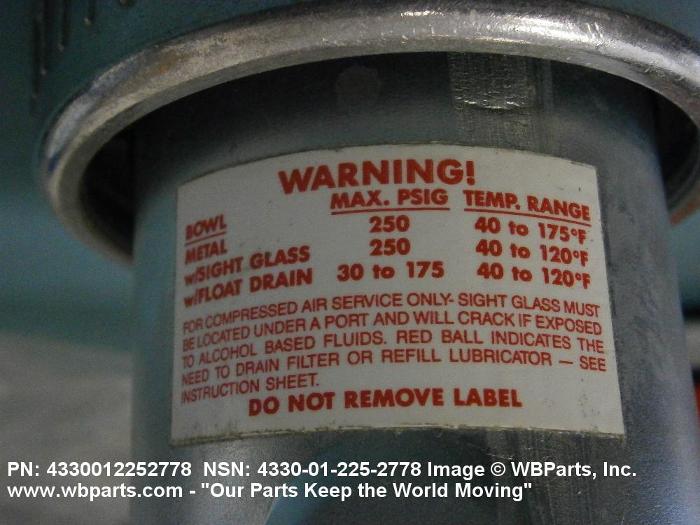 WARNING!
BOWL MAX. PSIG TEMP. RANGE
METAL 250 40 to 175°F
w/SIGHT GLASS 250 40 to 120°F
w/FLOAT DRAIN 30 to 175 40 to 120°F
FOR COMPRESSED AIR SERVICE ONLY- SIGHT GLASS MUST
BE LOCATED UNDER A PORT AND WILL CRACK IF EXPOSED
TO ALCOHOL BASED FLUIDS. RED BALL INDICATES THE
NEED TO DRAIN FILTER OR REFILL LUBRICATOR — SEE
INSTRUCTION SHEET.
DO NOT REMOVE LABEL
PN: 4330012252778 NSN: 4330-01-225-2778 Image © WBParts, Inc.
www.wbparts.com - "Our Parts Keep the World Moving"